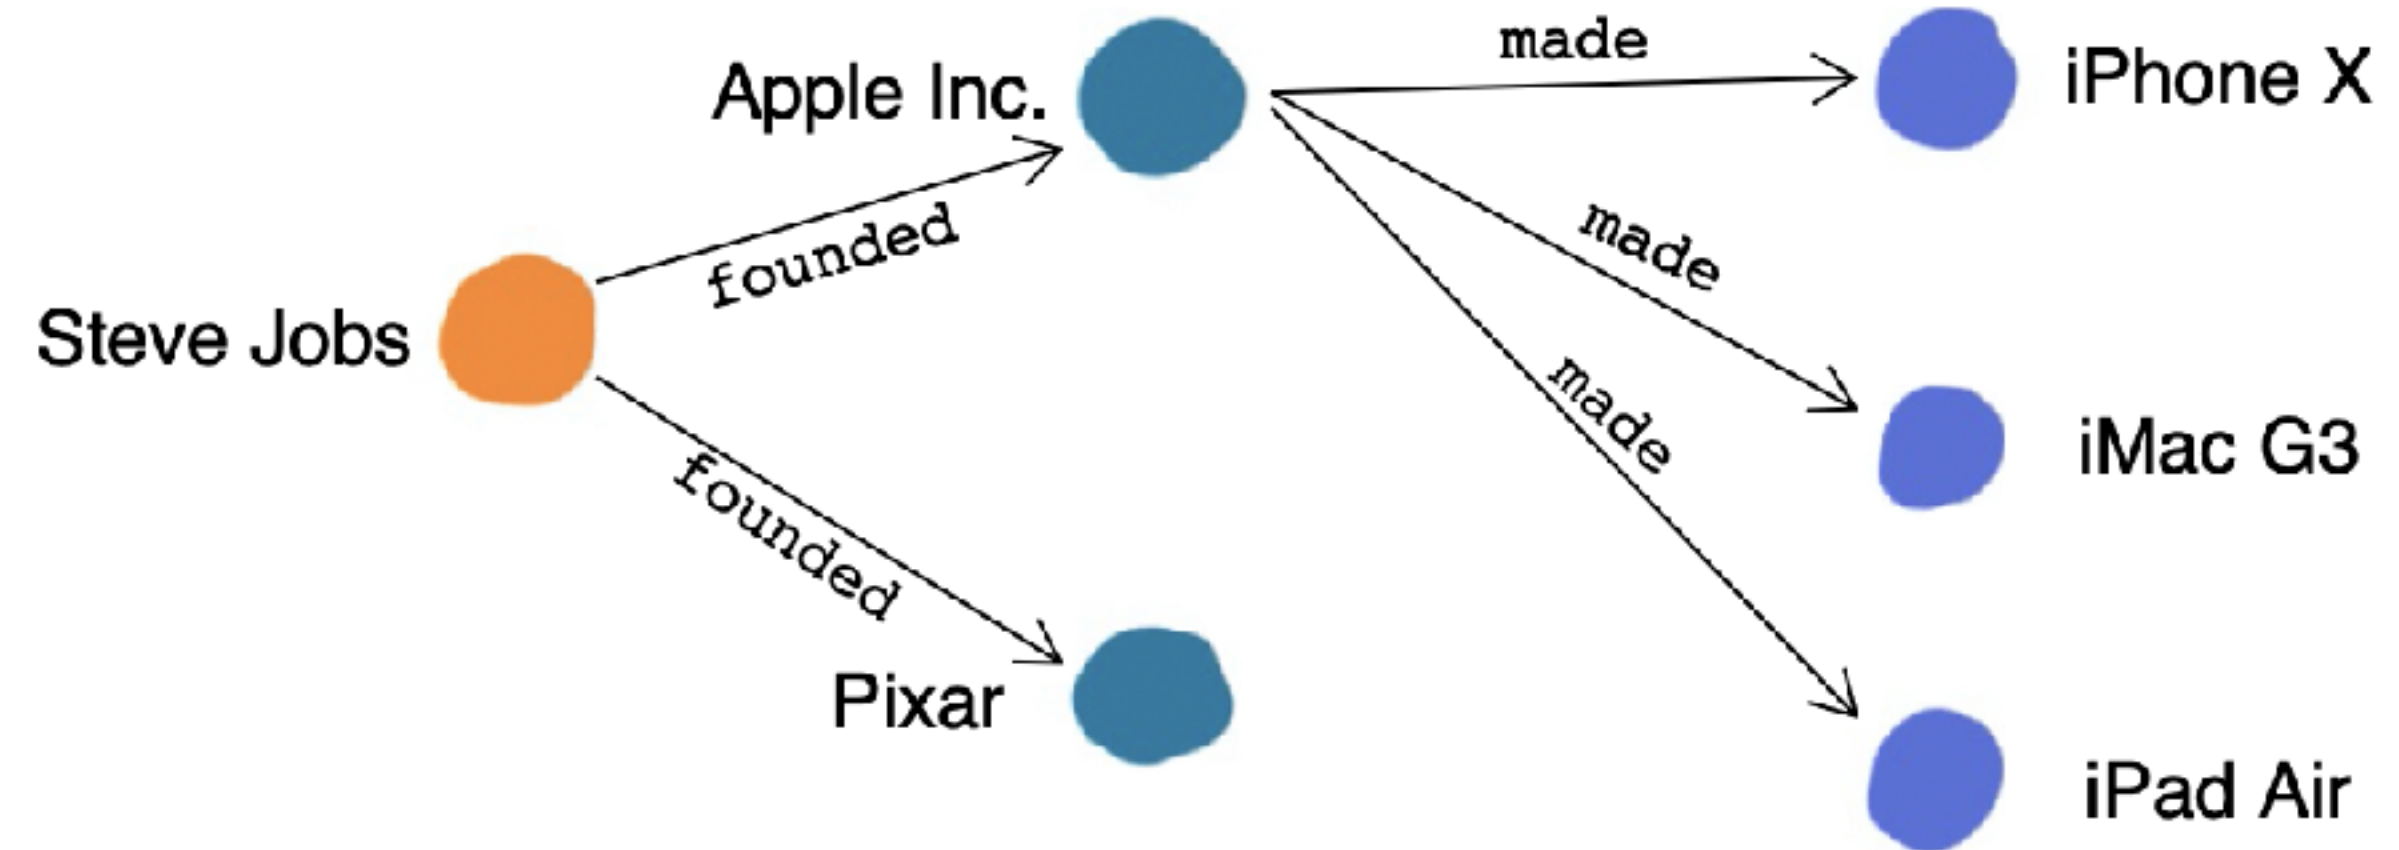 made
iPhone X
Apple Inc.
founded
made
Steve Jobs
made
iMac G3
founded
Pixar
iPad Air